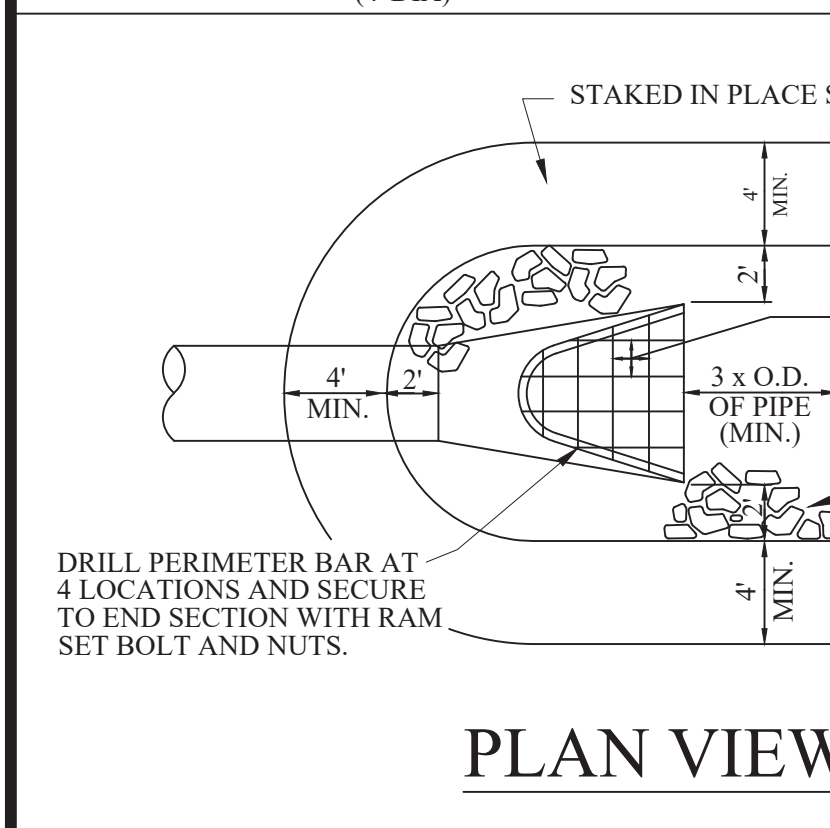 STAKED IN PLACE S
4'
MIN.
2'
4'
MIN.
2'
3 x O.D.
OF PIPE
(MIN.)
2'
DRILL PERIMETER BAR AT
4 LOCATIONS AND SECURE
TO END SECTION WITH RAM
SET BOLT AND NUTS.
4'
MIN.
PLAN VIEW